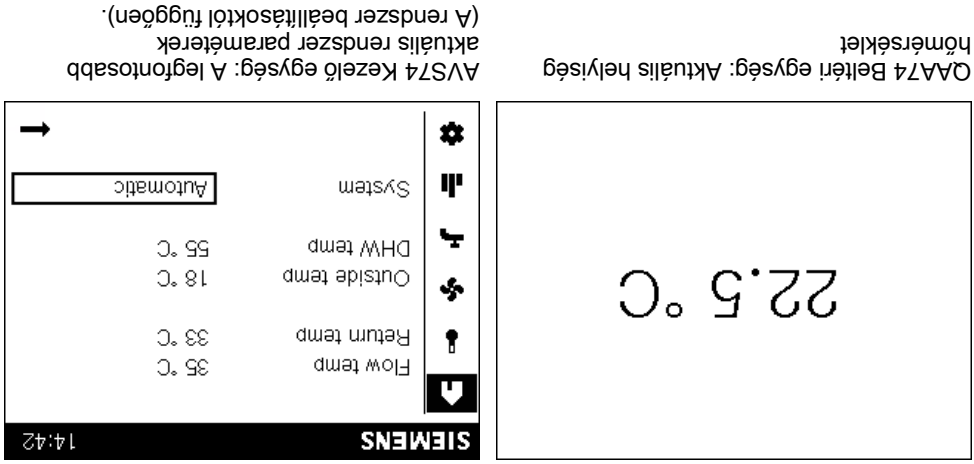 22.5 °C
QAA74 Beltéri egység: Aktuális helyiség
hőmérséklet
SIEMENS 14:42
Flow temp 35 °C
Return temp 33 °C
Outside temp 18 °C
DHW temp 55 °C
System Automatic
AVS74 Kezelő egység: A legfontosabb
aktuális rendszer paraméterek
(A rendszer beállításoktól függően).